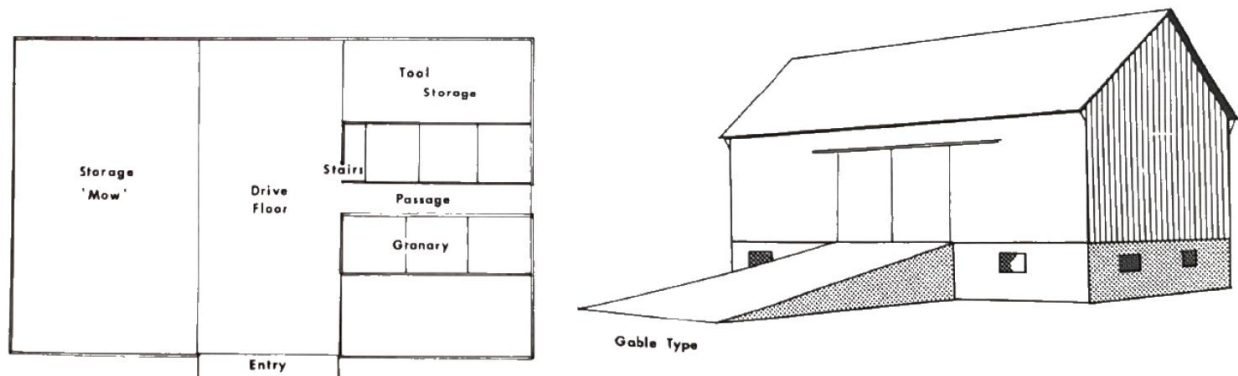 Tool
Storage
Storage
'Mow'
Stairs
Drive
Floor
Passage
Granary
Entry
Gable Type